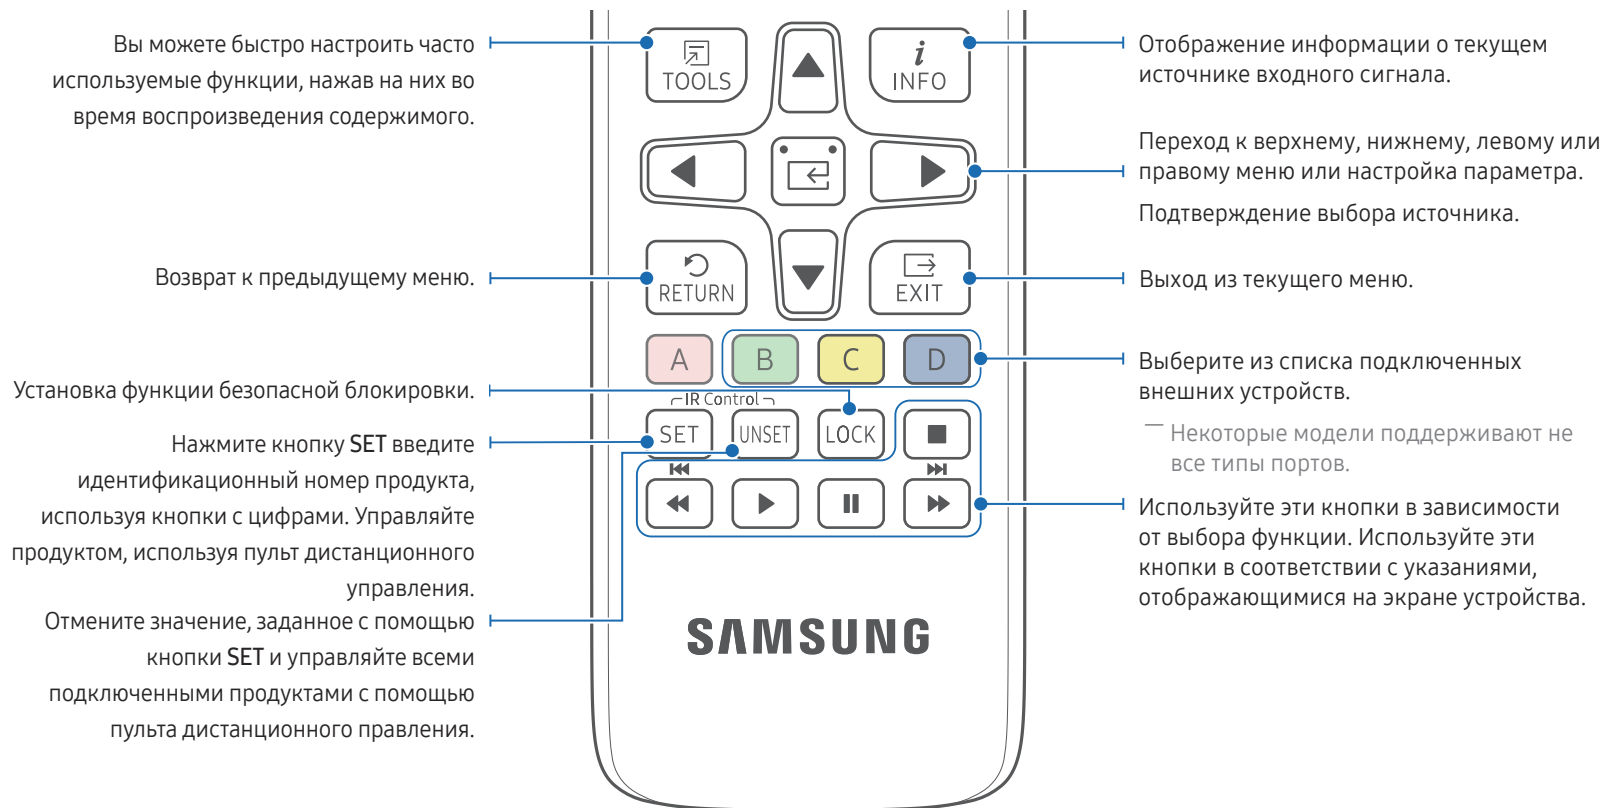 Вы можете быстро настроить часто
используемые функции, нажав на них во
время воспроизведения содержимого.
Возврат к предыдущему меню.
Установка функции безопасной блокировки.
Нажмите кнопку SET введите
идентификационный номер продукта,
используя кнопки с цифрами. Управляйте
продуктом, используя пульт дистанционного
управления.
Отмените значение, заданное с помощью
кнопки SET и управляйте всеми
подключенными продуктами с помощью
пульта дистанционного правления.
TOOLS
i
INFO
RETURN
EXIT
A
B
C
D
IR Control
SET
UNSET
LOCK
SAMSUNG
Отображение информации о текущем
источнике входного сигнала.
Переход к верхнему, нижнему, левому или
правому меню или настройка параметра.
Подтверждение выбора источника.
Выход из текущего меню.
Выберите из списка подключенных
внешних устройств.
― Некоторые модели поддерживают не
все типы портов.
Используйте эти кнопки в зависимости
от выбора функции. Используйте эти
кнопки в соответствии с указаниями,
отображающимися на экране устройства.